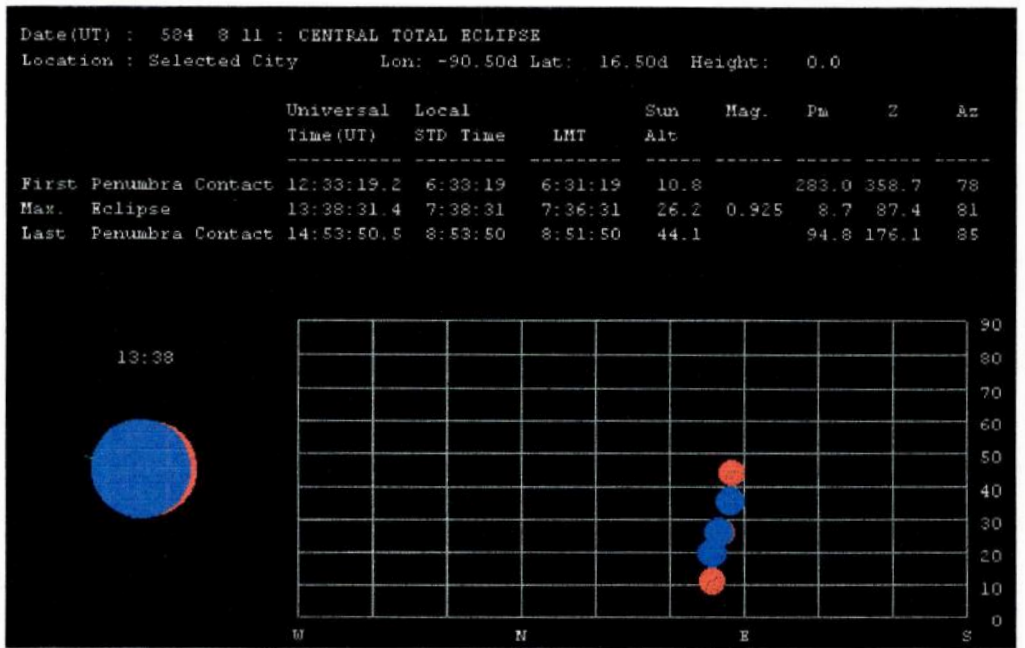 Date(UT) : 584 8 11 : CENTRAL TOTAL ECLIPSE
Location : Selected City Lon: -90.50d Lat: 16.50d Height: 0.0
Universal Local Sun Mag. Pm Z Az
Time(UT) STD Time LMT Alt
---------- -------- -------- ----- ------ ----- ----- -----
First Penumbra Contact 12:33:19.2 6:33:19 6:31:19 10.8 283.0 358.7 78
Max. Eclipse 13:38:31.4 7:38:31 7:36:31 26.2 0.925 8.7 87.4 81
Last Penumbra Contact 14:53:50.5 8:53:50 8:51:50 44.1 94.8 176.1 85
13:38
90
80
70
60
50
40
30
20
10
0
W N E S